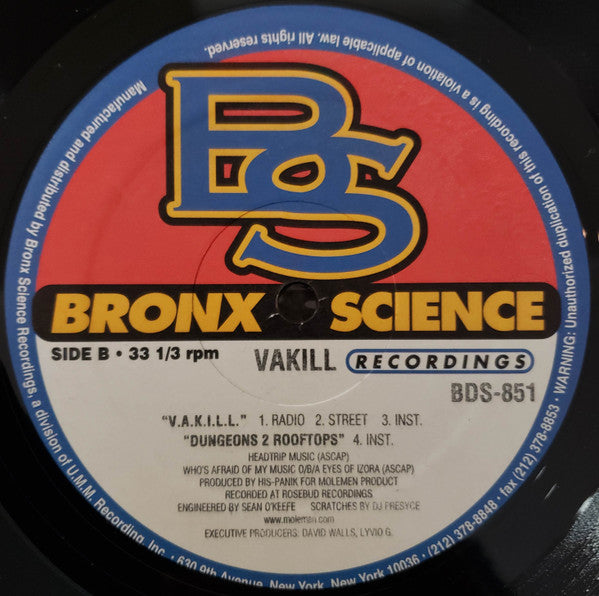 BS
BRONX SCIENCE
SIDE B • 33 1/3 rpm
VAKILL
RECORDINGS
BDS-851
"V.A.K.I.L.L." 1. RADIO 2. STREET 3. INST.
"DUNGEONS 2 ROOFTOPS" 4. INST.
HEADTRIP MUSIC (ASCAP)
WHO'S AFRAID OF MY MUSIC O/B/A EYES OF IZORA (ASCAP)
PRODUCED BY HIS-PANIK FOR MOLEMEN PRODUCT
RECORDED AT ROSEBUD RECORDINGS
ENGINEERED BY SEAN O'KEEFE SCRATCHES BY DJ PRESYCE
www.molemen.com
EXECUTIVE PRODUCERS: DAVID WALLS, LYVIO G.
Manufactured and distributed by Bronx Science Recordings, a division of U.M.M. Recording, Inc. • 630 9th Avenue, New York, New York 10036 • (212) 378-8848 • fax (212) 378-8853 • WARNING: Unauthorized duplication of this recording is a violation of applicable law. All rights reserved.